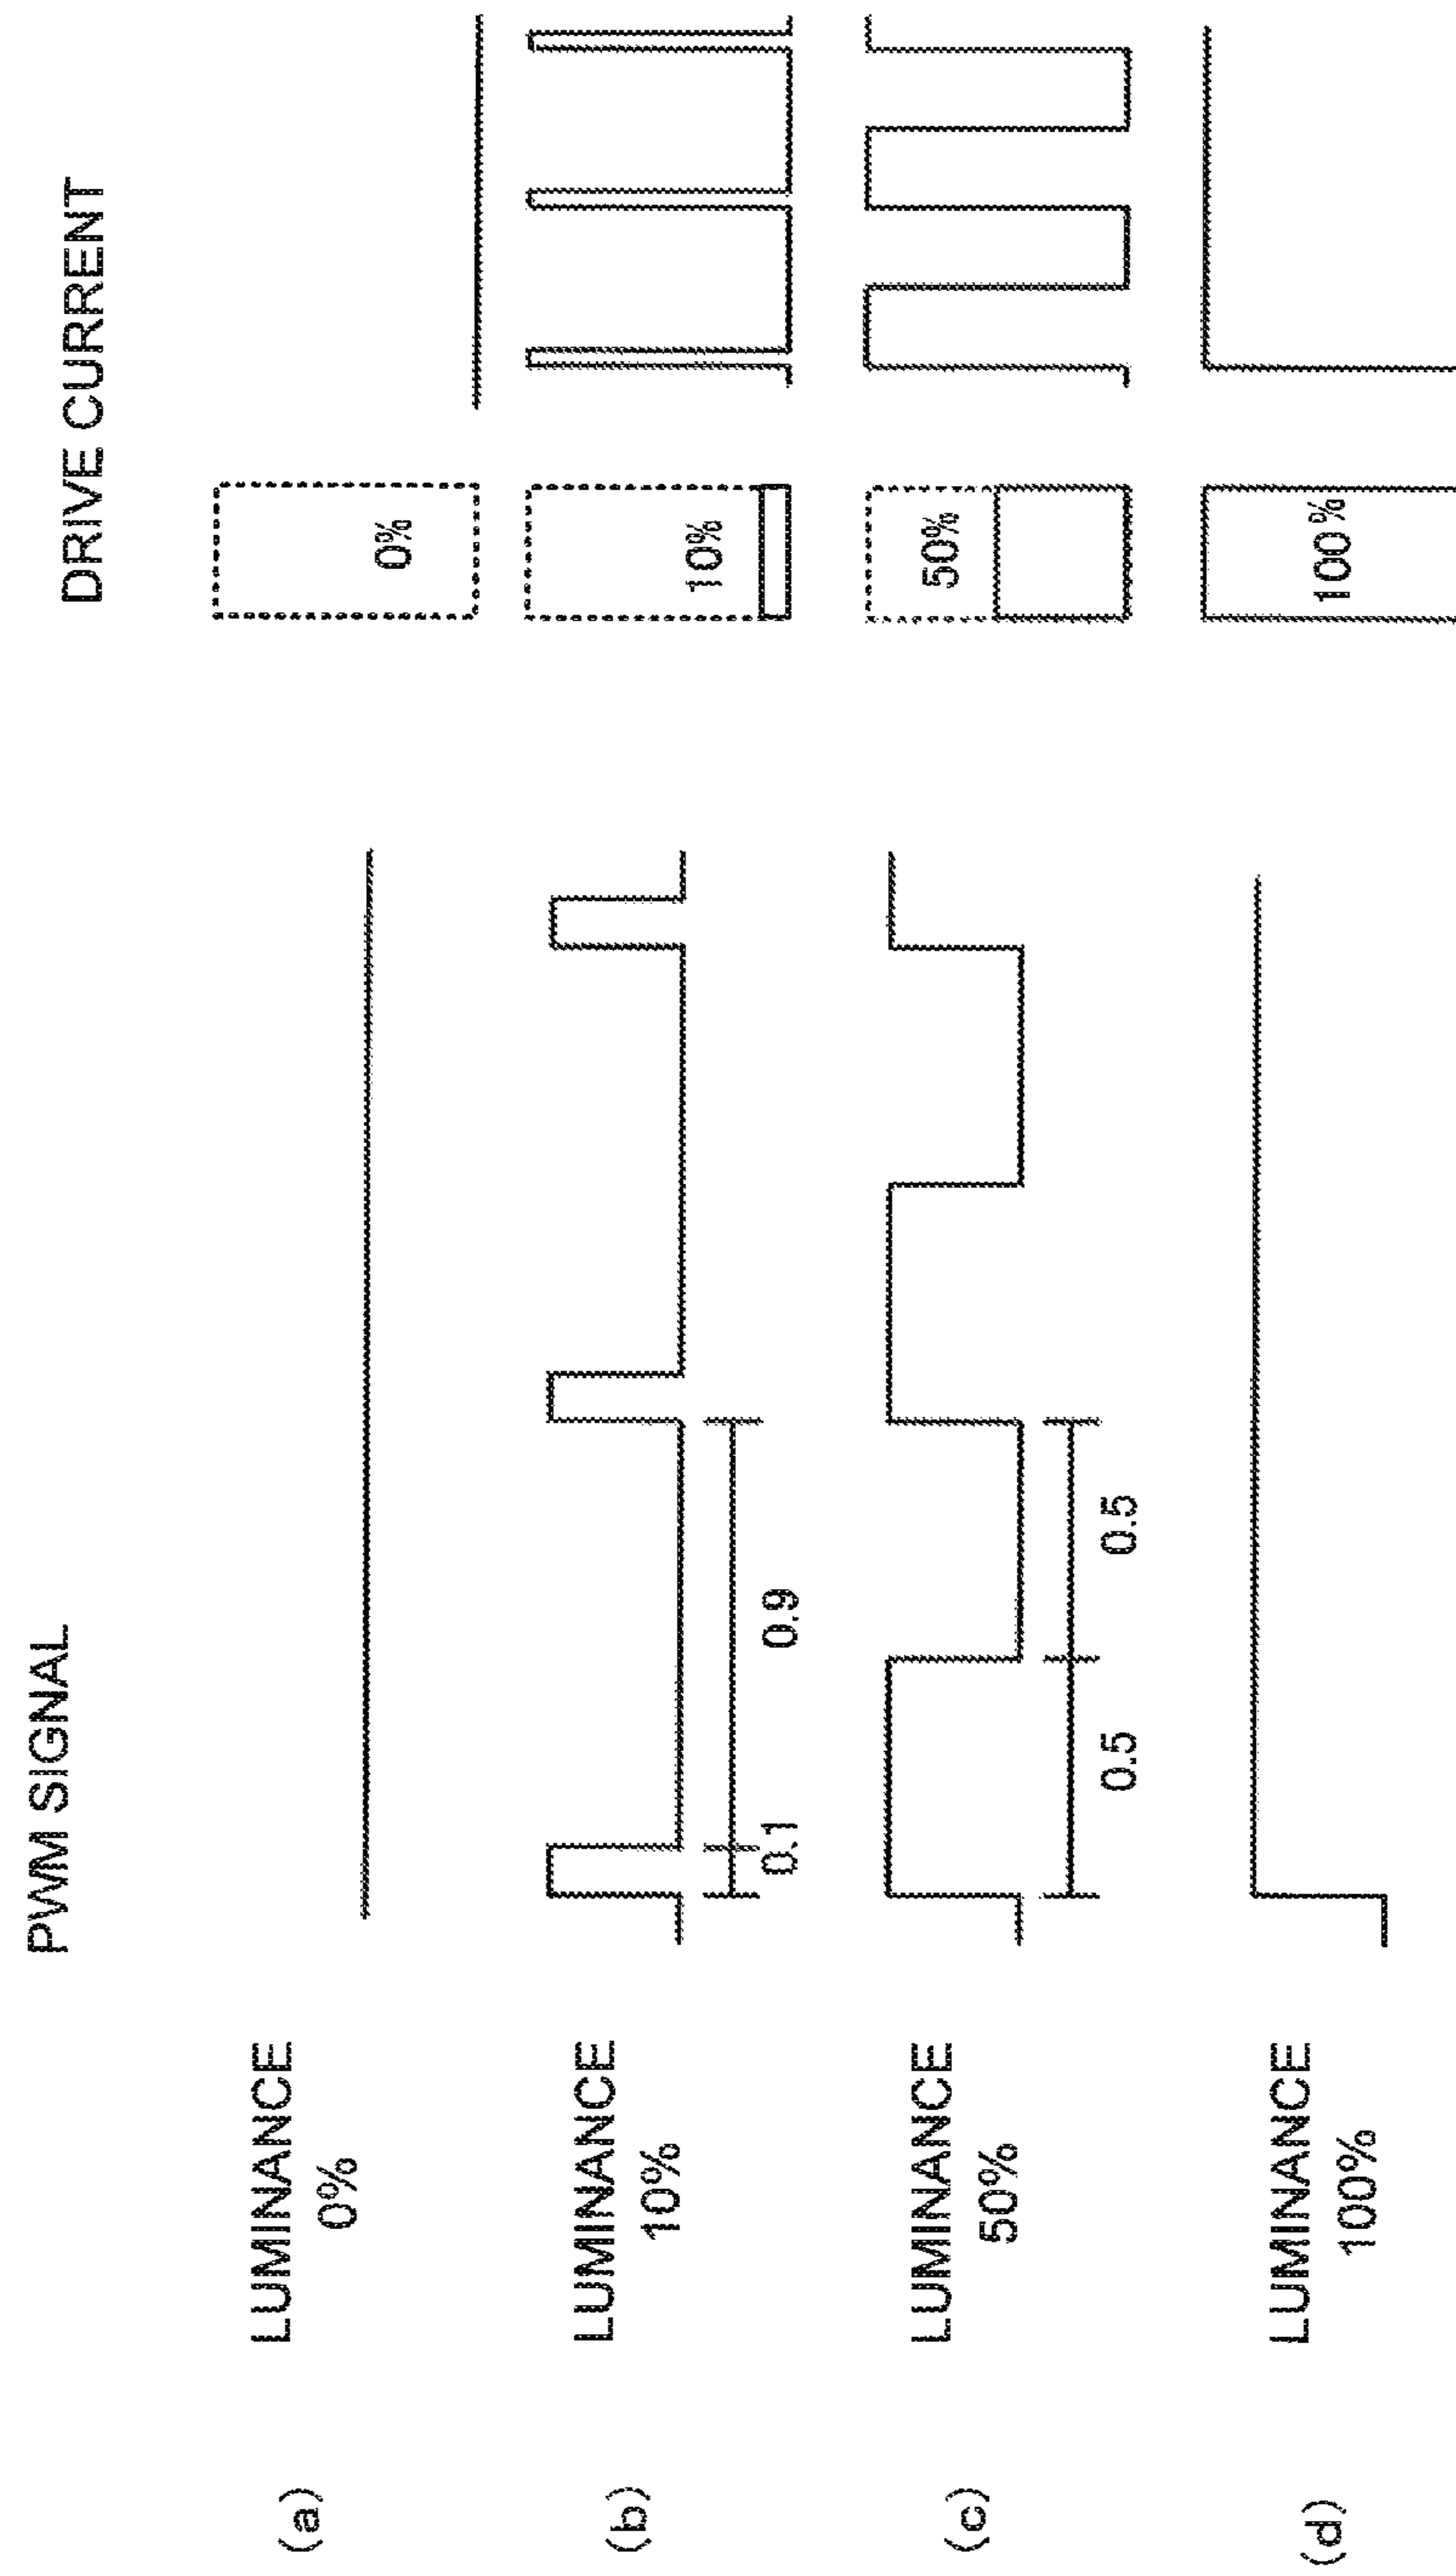 PWM SIGNAL
DRIVE CURRENT
(a)
LUMINANCE
0%
0%
(b)
LUMINANCE
10%
0.1
0.9
10%
(c)
LUMINANCE
50%
0.5
0.5
50%
(d)
LUMINANCE
100%
100%